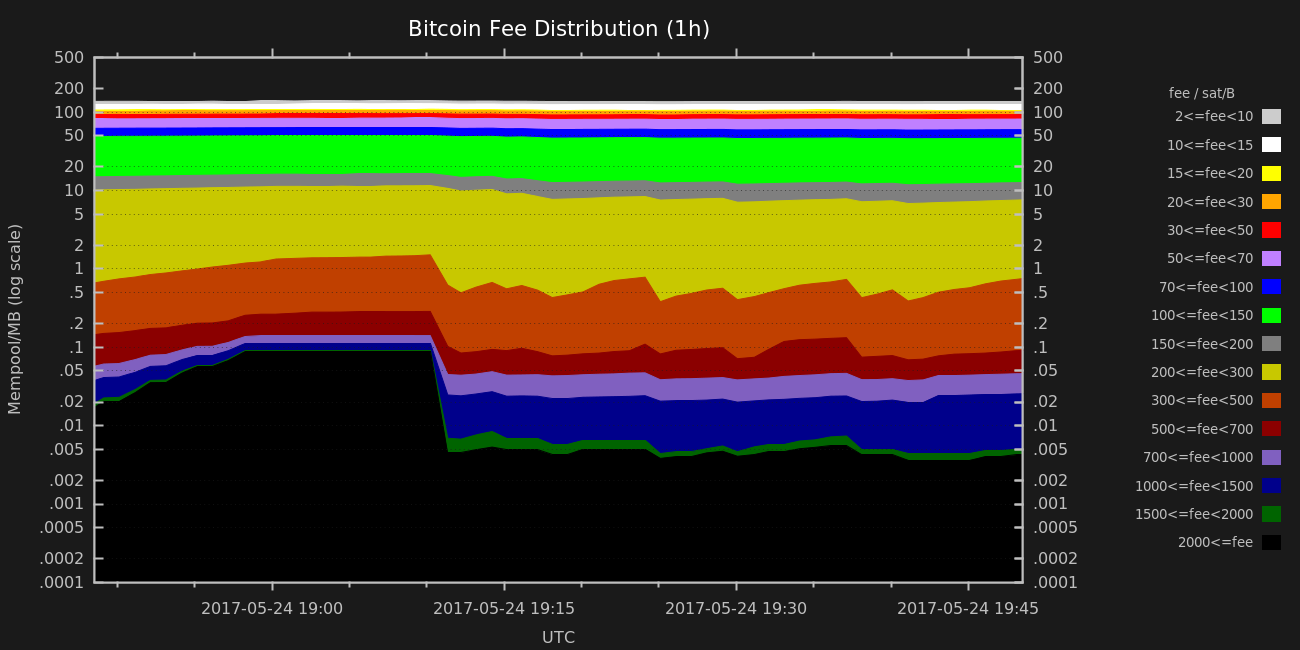 Bitcoin Fee Distribution (1h)
Mempool/MB (log scale)
500
200
100
50
20
10
5
2
1
.5
.2
.1
.05
.02
.01
.005
.002
.001
.0005
.0002
.0001
500
200
100
50
20
10
5
2
1
.5
.2
.1
.05
.02
.01
.005
.002
.001
.0005
.0002
.0001
2017-05-24 19:00
2017-05-24 19:15
2017-05-24 19:30
2017-05-24 19:45
UTC
fee / sat/B
2<=fee<10
10<=fee<15
15<=fee<20
20<=fee<30
30<=fee<50
50<=fee<70
70<=fee<100
100<=fee<150
150<=fee<200
200<=fee<300
300<=fee<500
500<=fee<700
700<=fee<1000
1000<=fee<1500
1500<=fee<2000
2000<=fee